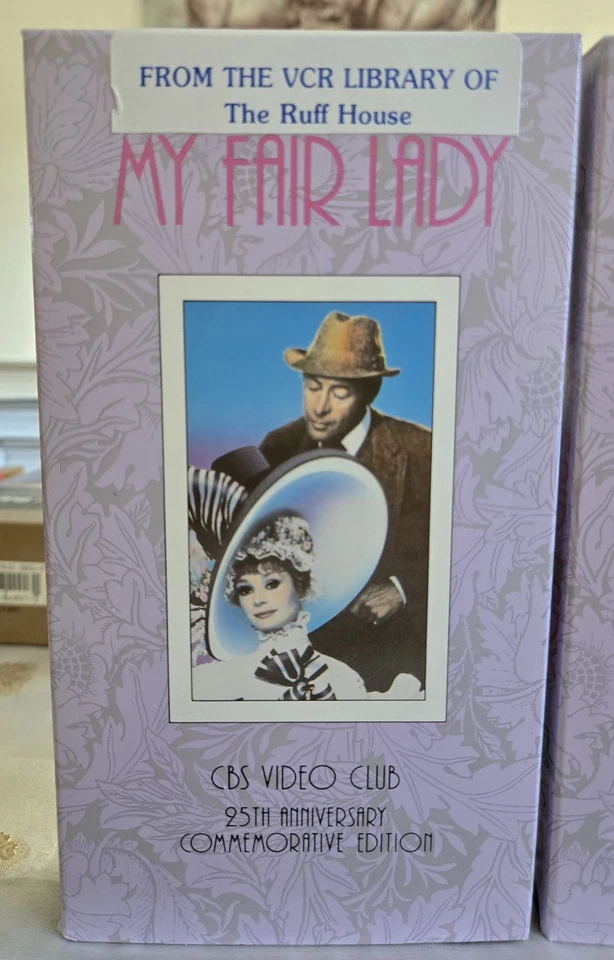 FROM THE VCR LIBRARY OF
The Ruff House
MY FAIR LADY
CBS VIDEO CLUB
25TH ANNIVERSARY
COMMEMORATIVE EDITION